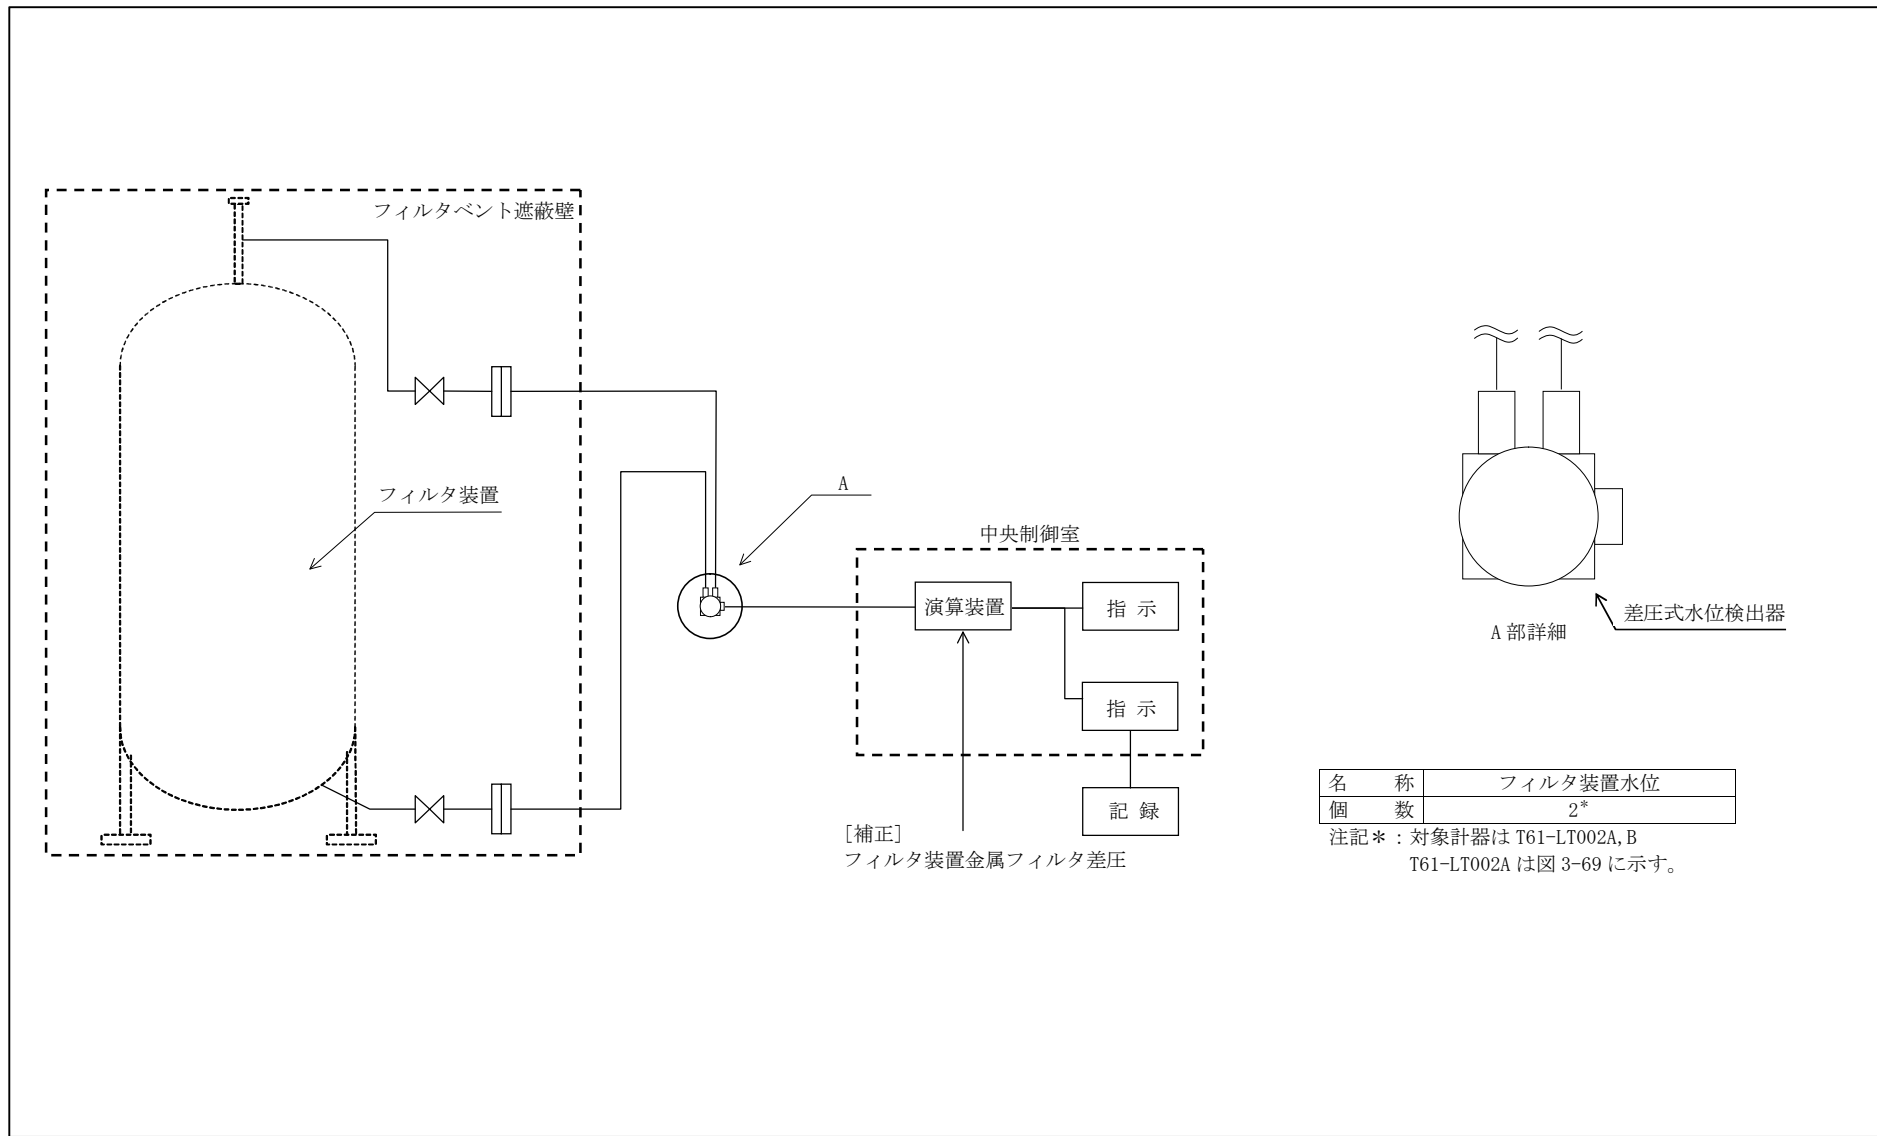 フィルタベント遮蔽壁
フィルタ装置
A
中央制御室
演算装置
指 示
指 示
記 録
[補正]
フィルタ装置金属フィルタ差圧
差圧式水位検出器
A 部詳細
名 称 フィルタ装置水位
個 数 2*
注記＊：対象計器は T61-LT002A,B
T61-LT002A は図 3-69 に示す。